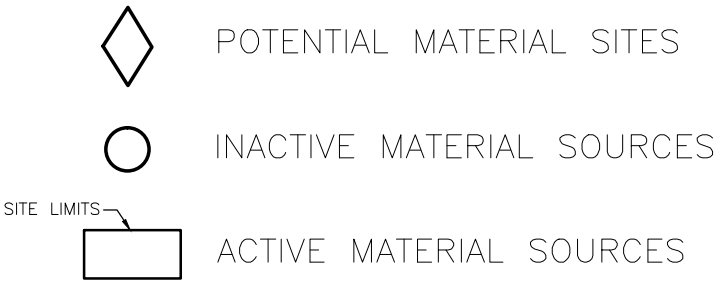 POTENTIAL MATERIAL SITES
INACTIVE MATERIAL SOURCES
SITE LIMITS
ACTIVE MATERIAL SOURCES